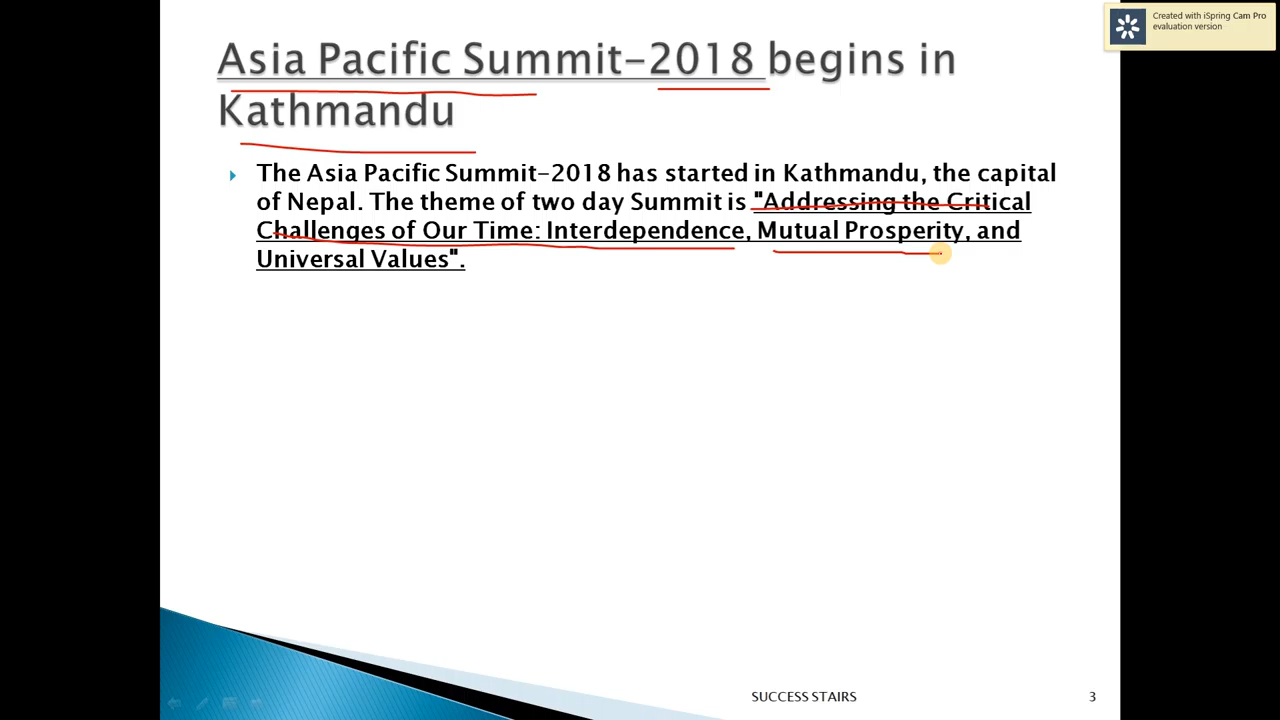 Created with iSpring Cam Pro
evaluation version
Asia Pacific Summit-2018 begins in
Kathmandu
The Asia Pacific Summit-2018 has started in Kathmandu, the capital
of Nepal. The theme of two day Summit is "Addressing the Critical
Challenges of Our Time: Interdependence, Mutual Prosperity, and
Universal Values".
SUCCESS STAIRS
3